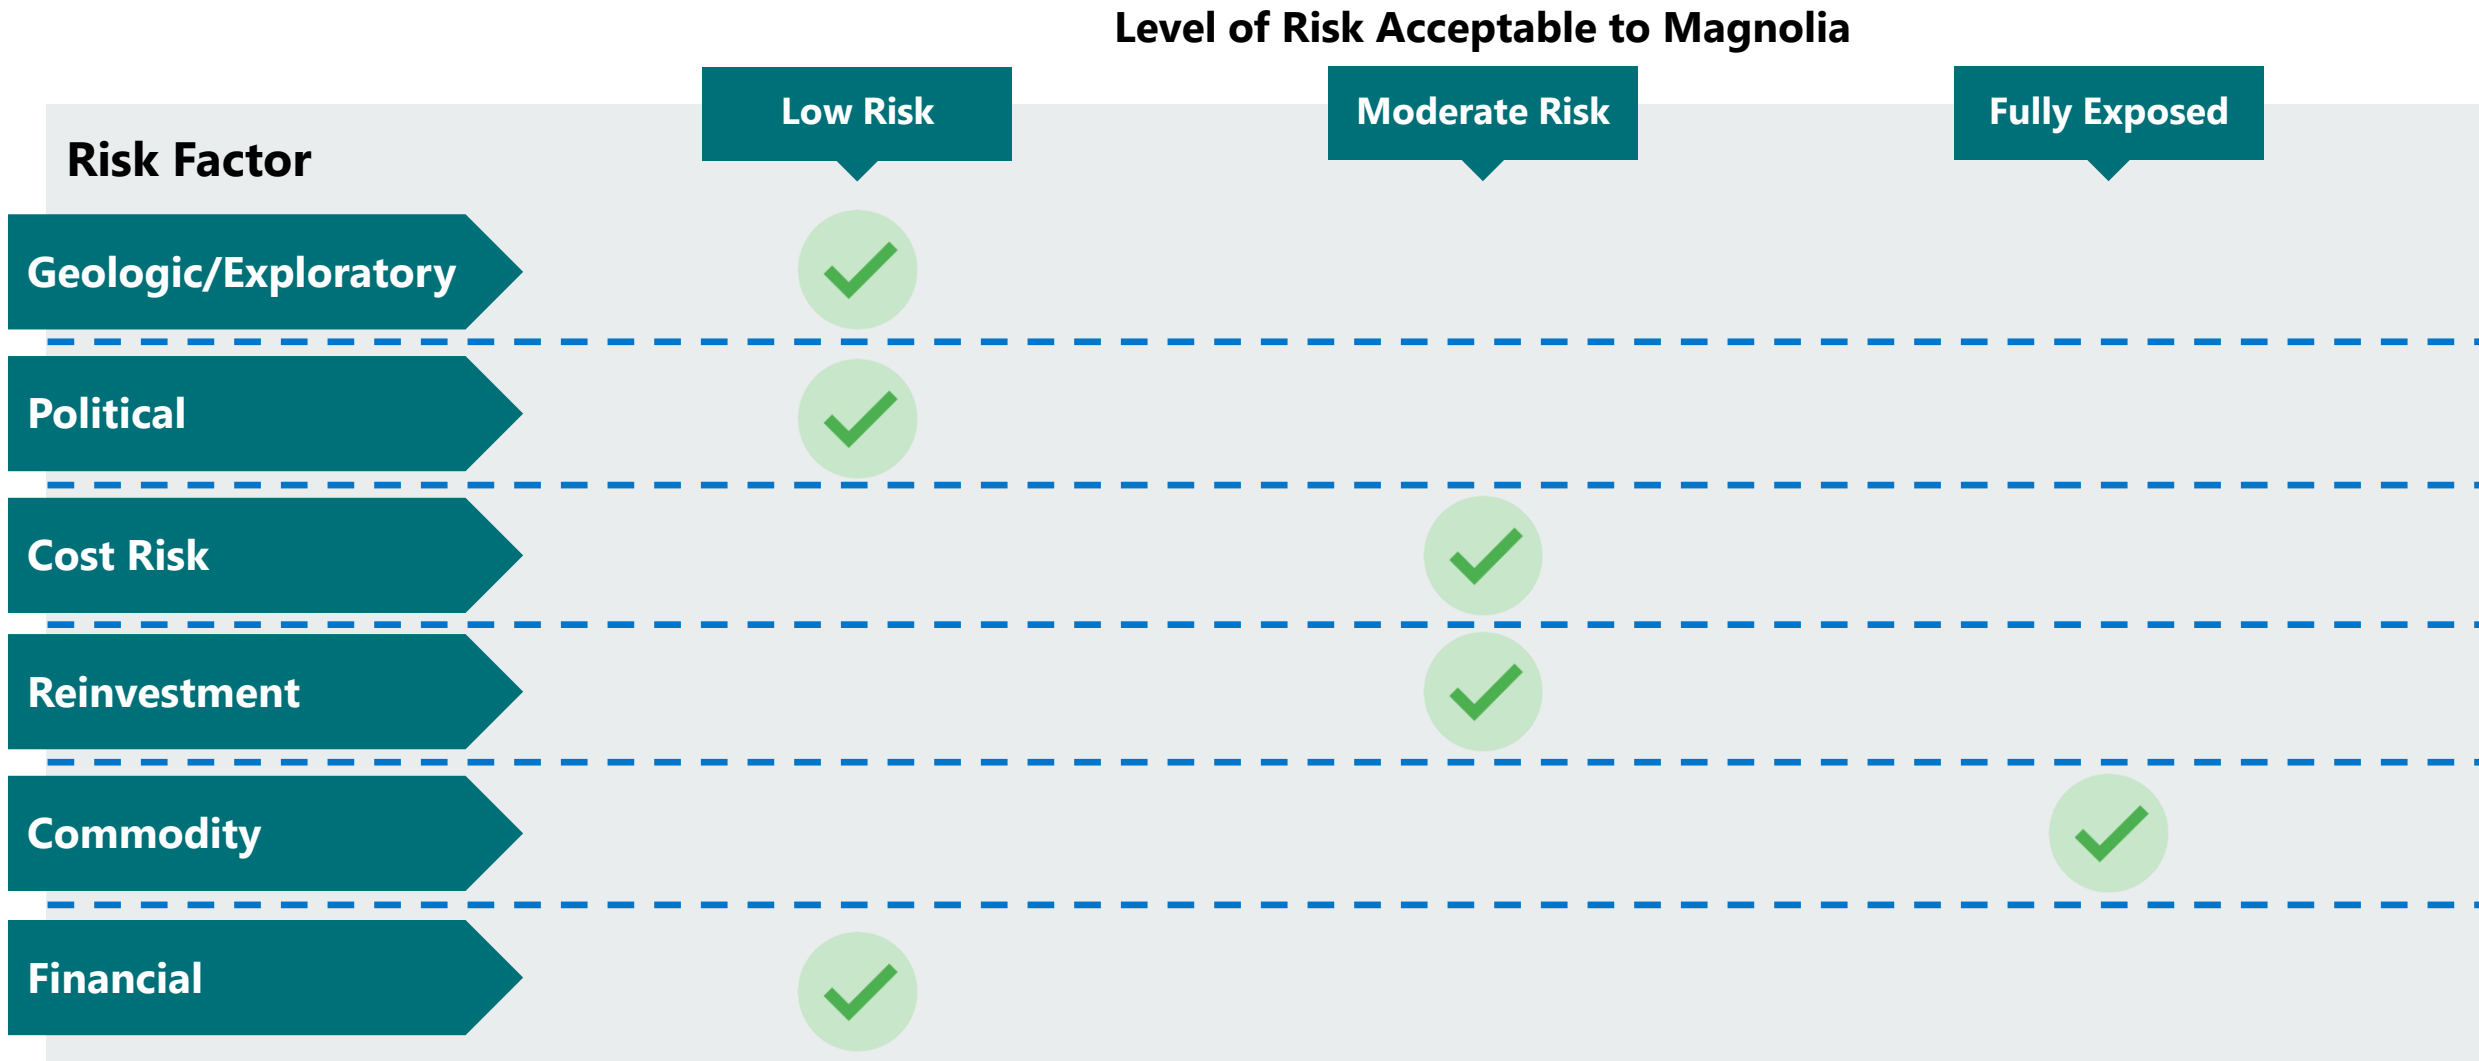 Level of Risk Acceptable to Magnolia
Low Risk
Moderate Risk
Fully Exposed
Risk Factor
Geologic/Exploratory
Political
Cost Risk
Reinvestment
Commodity
Financial